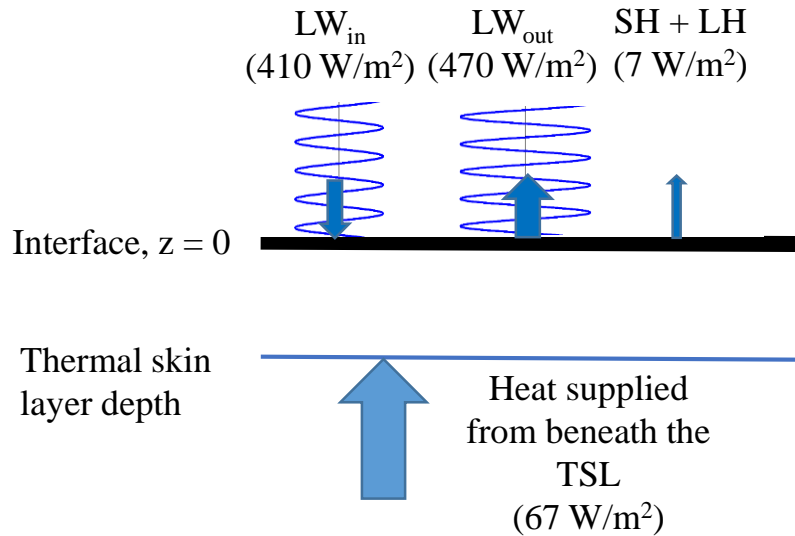 LWin
(410 W/m²)
LWout
(470 W/m²)
SH + LH
(7 W/m²)
Interface, z = 0
Thermal skin
layer depth
Heat supplied
from beneath the
TSL
(67 W/m²)